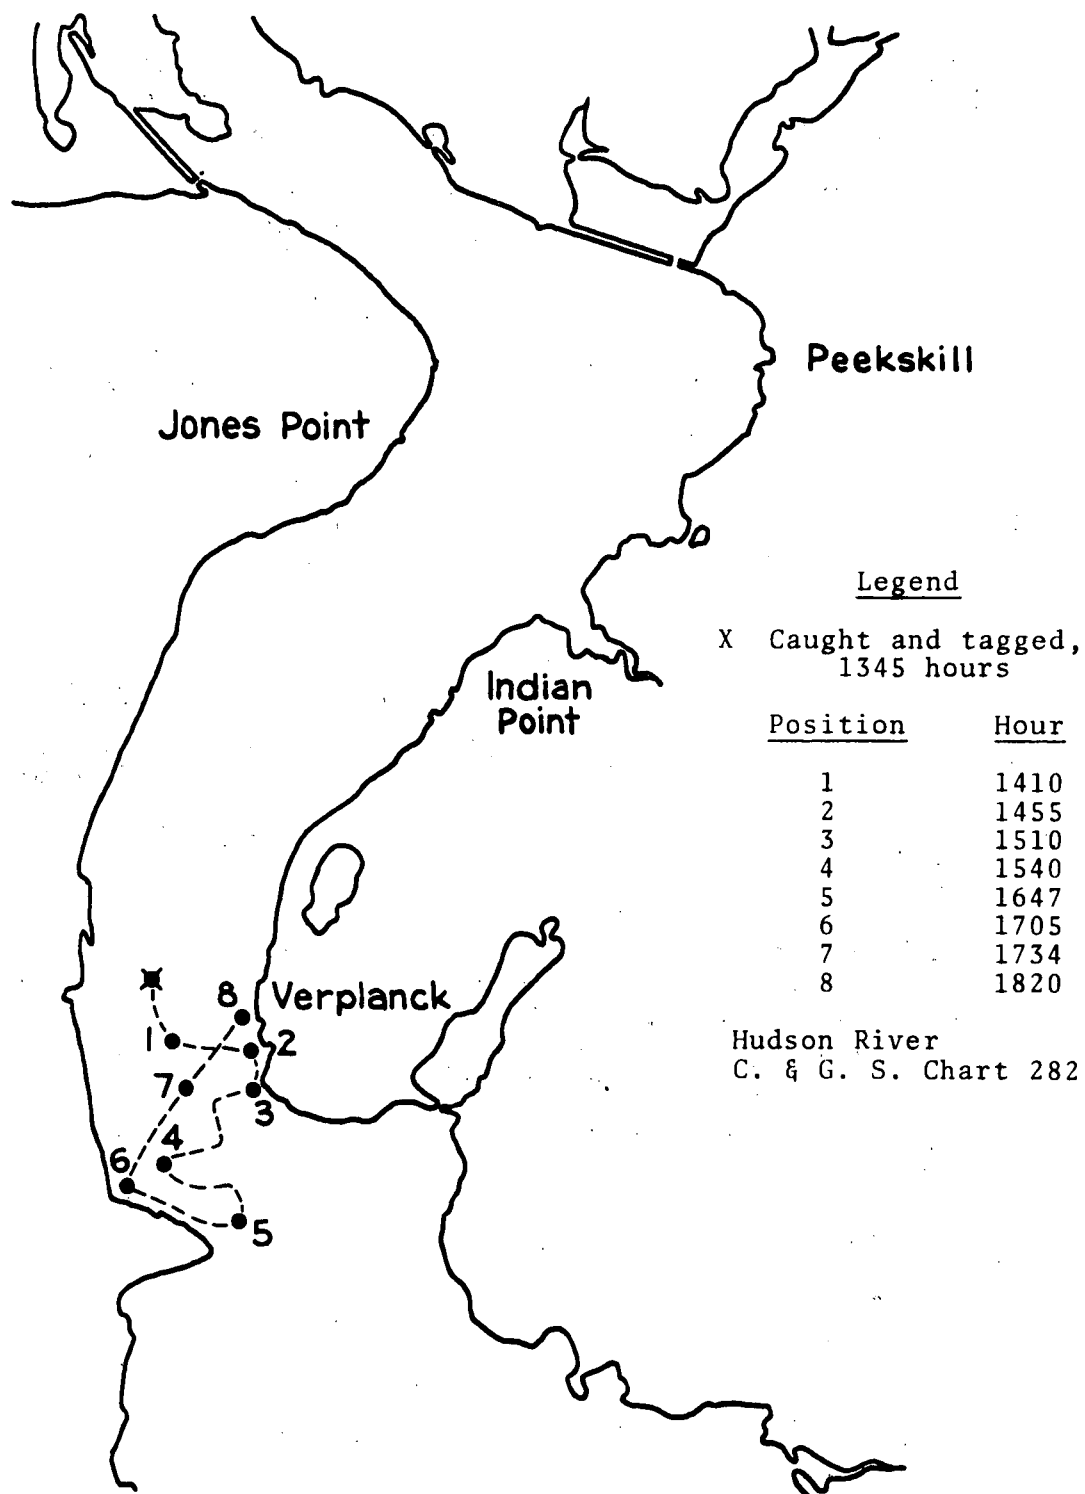 Peekskill
Jones Point
Legend
X Caught and tagged,
1345 hours
Indian
Point
Position Hour
1 1410
2 1455
3 1510
4 1540
5 1647
6 1705
7 1734
8 1820
Verplanck
8
1
2
7
3
4
6
5
Hudson River
C. & G. S. Chart 282